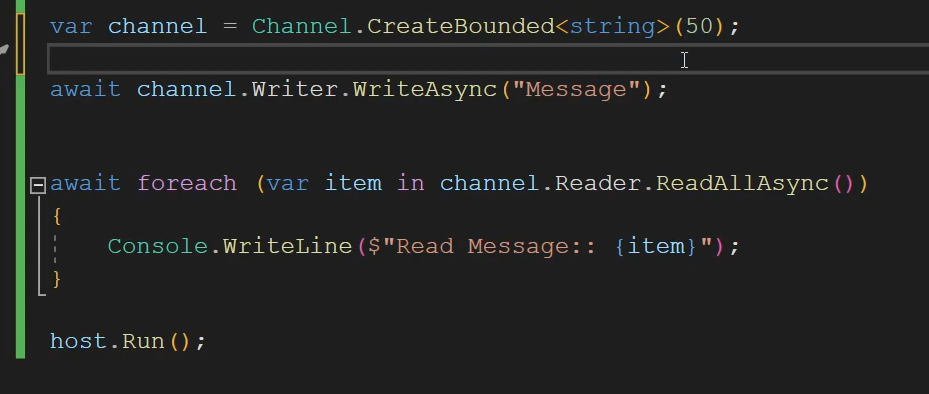 var channel = Channel.CreateBounded<string>(50);
await channel.Writer.WriteAsync("Message");
await foreach (var item in channel.Reader.ReadAllAsync())
{
Console.WriteLine($"Read Message:: {item}");
}
host.Run();